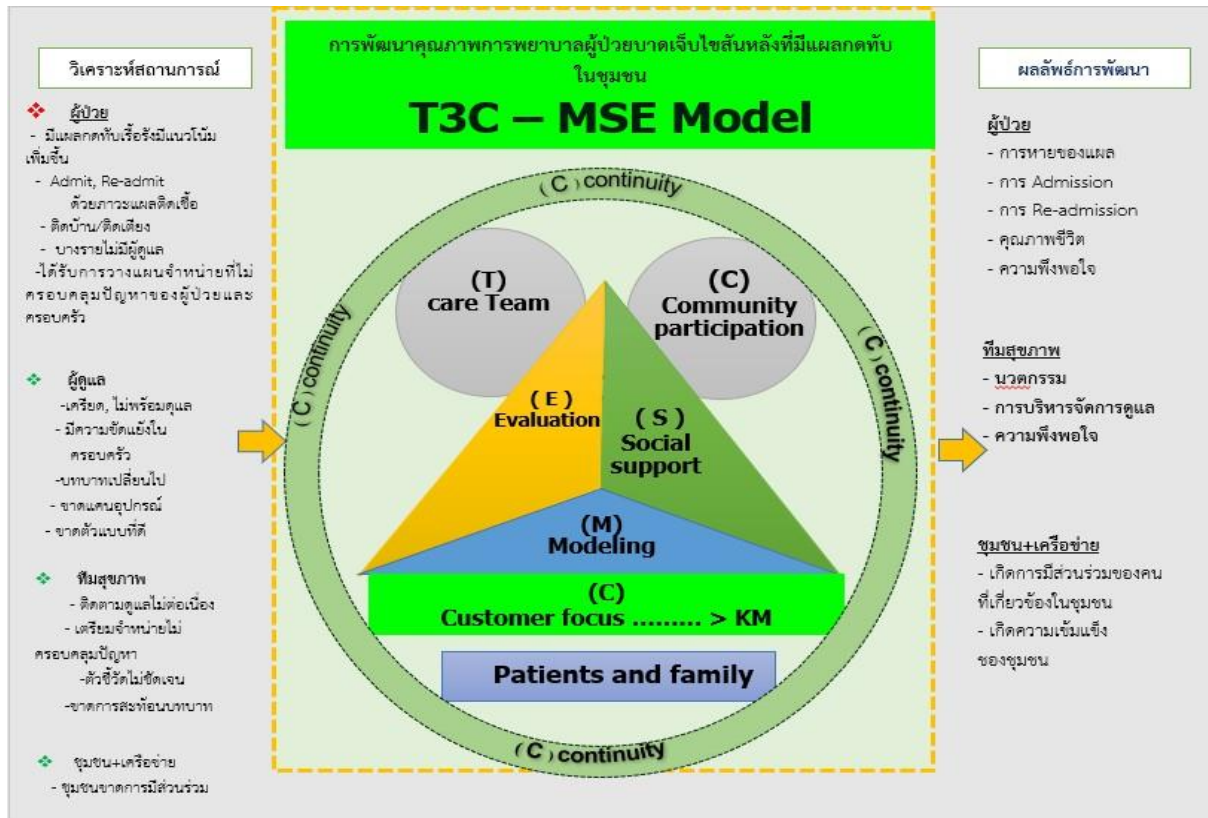 วิเคราะห์สถานการณ์
❖ ผู้ป่วย
- มีแผลกดทับเรื้อรังมีแนวโน้ม
เพิ่มขึ้น
- Admit, Re-admit
ด้วยภาวะแผลติดเชื้อ
- ติดบ้าน/ติดเตียง
- บางรายไม่มีผู้ดูแล
-ได้รับการวางแผนจำหน่ายที่ไม่
ครอบคลุมปัญหาของผู้ป่วยและ
ครอบครัว
❖ ผู้ดูแล
-เครียด, ไม่พร้อมดูแล
- มีความขัดแย้งใน
ครอบครัว
-บทบาทเปลี่ยนไป
- ขาดแคนอุปกรณ์
- ขาดตัวแบบที่ดี
❖ ทีมสุขภาพ
- ติดตามดูแลไม่ต่อเนื่อง
- เตรียมจำหน่ายไม่
ครอบคลุมปัญหา
-ตัวชี้วัดไม่ชัดเจน
-ขาดการสะท้อนบทบาท
❖ ชุมชน+เครือข่าย
- ชุมชนขาดการมีส่วนร่วม
การพัฒนาคุณภาพการพยาบาลผู้ป่วยบาดเจ็บไขสันหลังที่มีแผลกดทับ
ในชุมชน
T3C – MSE Model
(C) continuity
(C) continuity
(C) continuity
(T)
care Team
(C)
Community
participation
(E)
Evaluation
(S)
Social
support
(M)
Modeling
(C)
Customer focus ......... > KM
Patients and family
(C) continuity
ผลลัพธ์การพัฒนา
ผู้ป่วย
- การหายของแผล
- การ Admission
- การ Re-admission
- คุณภาพชีวิต
- ความพึงพอใจ
ทีมสุขภาพ
- นวตกรรม
- การบริหารจัดการดูแล
- ความพึงพอใจ
ชุมชน+เครือข่าย
- เกิดการมีส่วนร่วมของคน
ที่เกี่ยวข้องในชุมชน
- เกิดความเข้มแข็ง
ของชุมชน